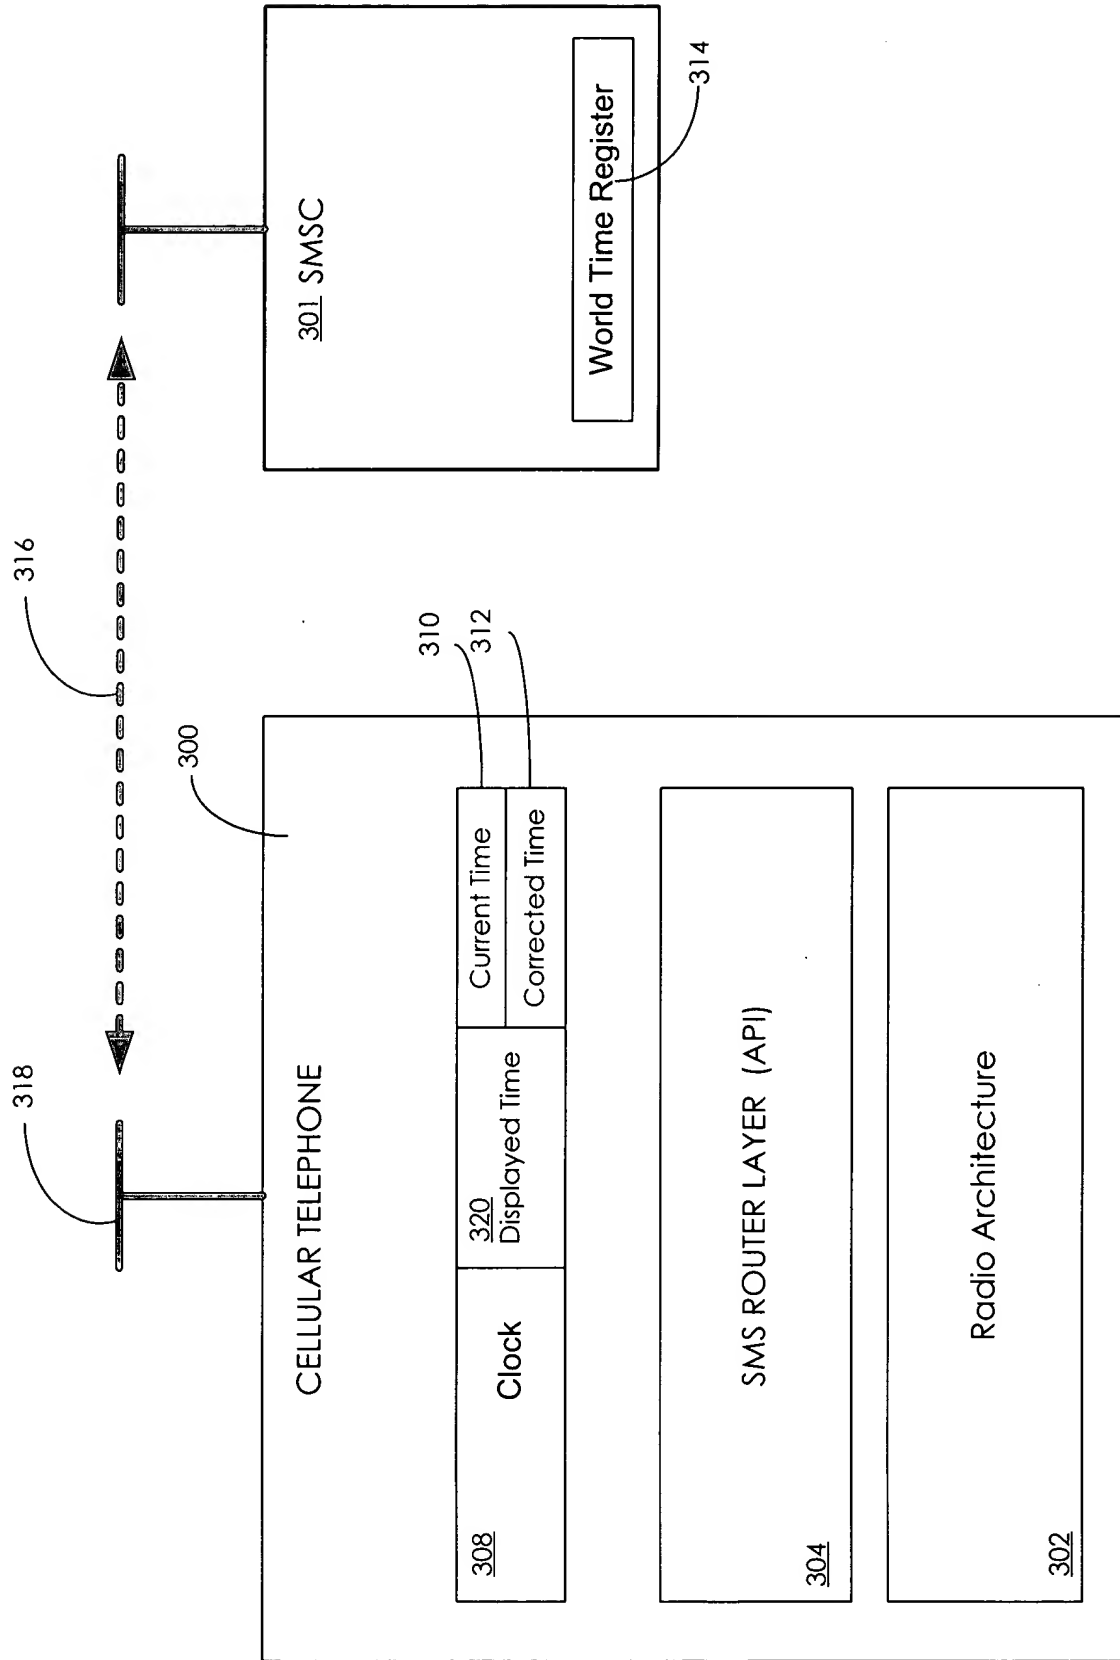 318
316
300
CELLULAR TELEPHONE
308
Clock
320
Displayed Time
Current Time
Corrected Time
310
312
304
SMS ROUTER LAYER (API)
302
Radio Architecture
301 SMSC
World Time Register
314